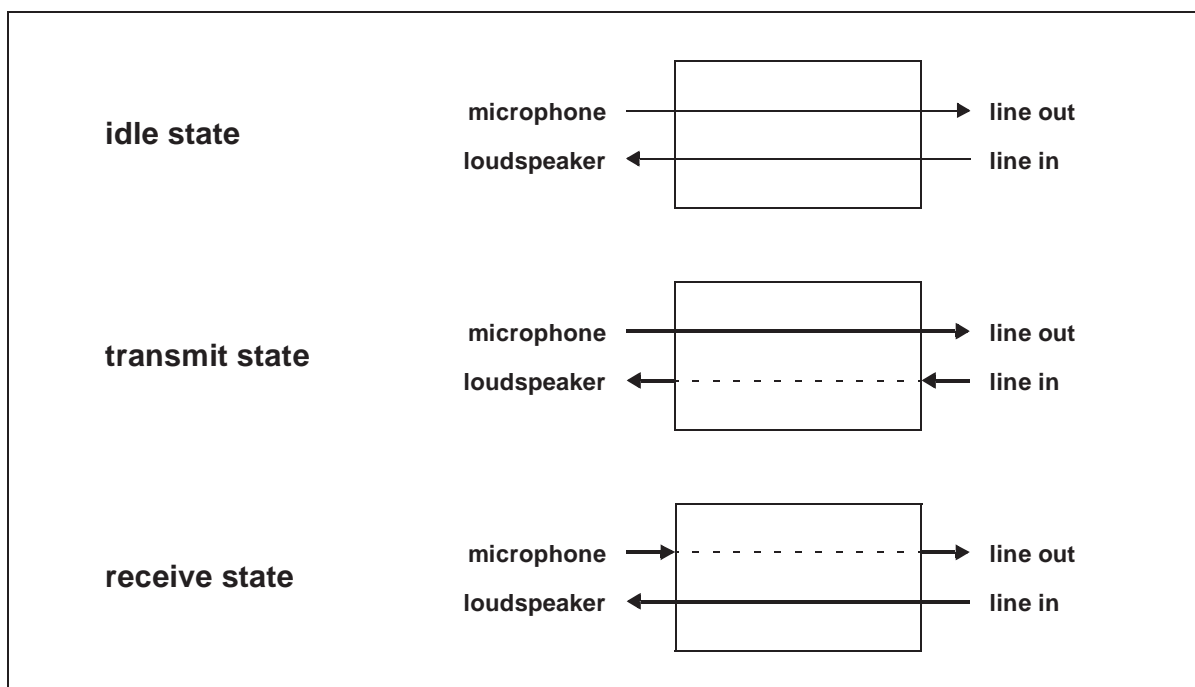 idle state
microphone
line out
loudspeaker
line in
transmit state
microphone
line out
loudspeaker
line in
receive state
microphone
line out
loudspeaker
line in